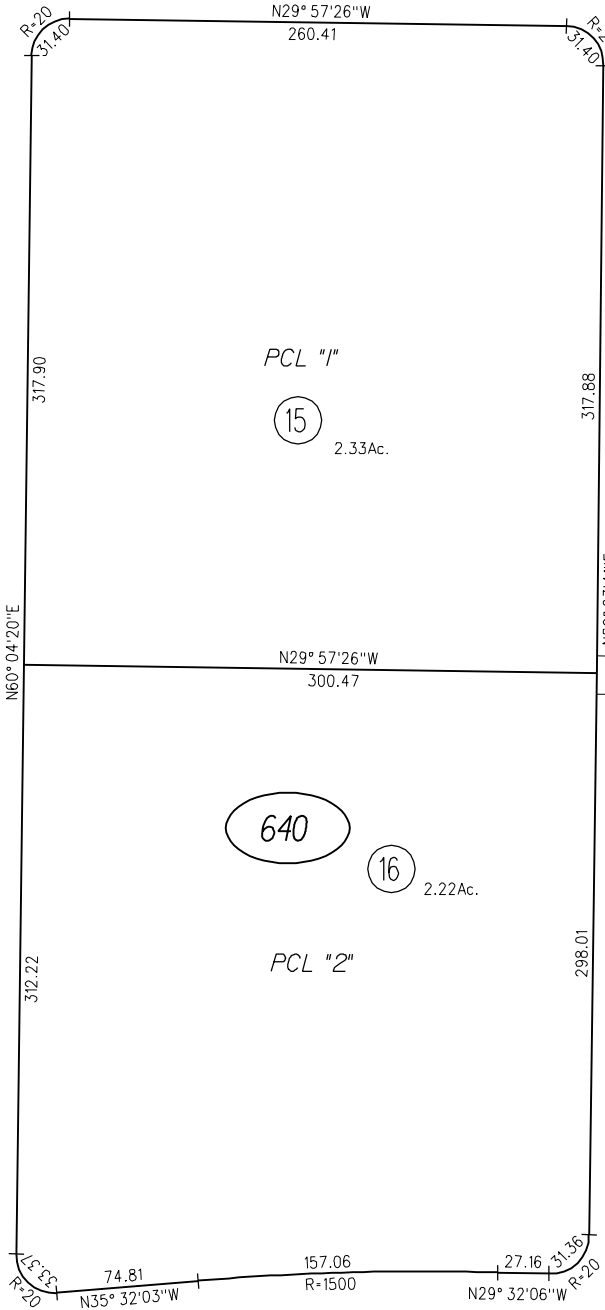 N29° 57'26"W
260.41
R=20
31.40
31.40
317.90
317.88
PCL "1"
15
2.33Ac.
N60° 04'20"E
N29° 57'26"W
300.47
640
16
2.22Ac.
PCL "2"
312.22
298.01
33.37
R=20
74.81
N35° 32'03"W
157.06
R=1500
27.16
N29° 32'06"W
31.36
R=20